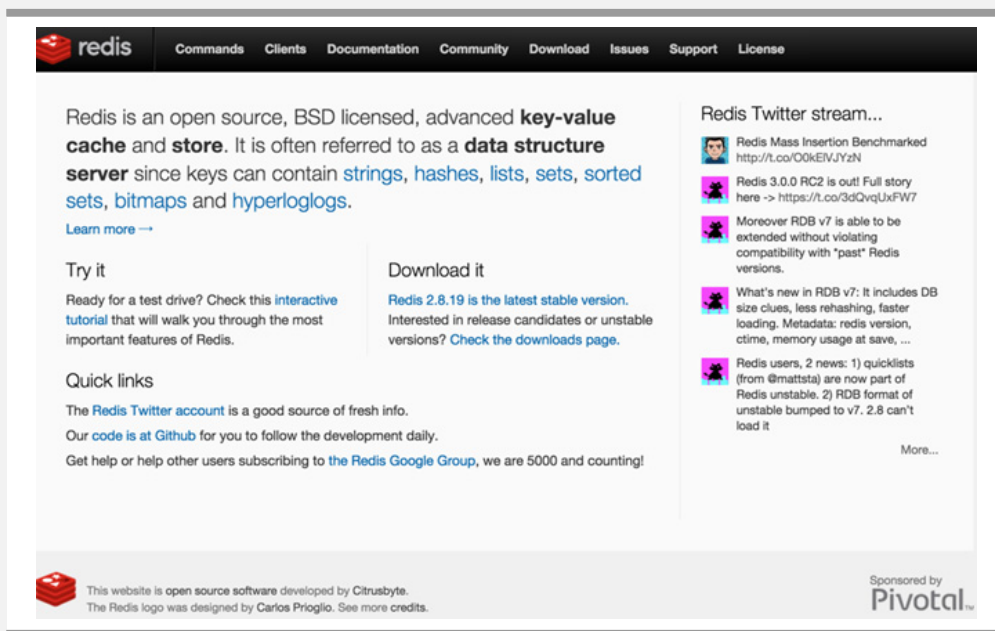 redis
Commands Clients Documentation Community Download Issues Support License
Redis is an open source, BSD licensed, advanced key-value
cache and store. It is often referred to as a data structure
server since keys can contain strings, hashes, lists, sets, sorted
sets, bitmaps and hyperloglogs.
Learn more →
Try it
Ready for a test drive? Check this interactive
tutorial that will walk you through the most
important features of Redis.
Download it
Redis 2.8.19 is the latest stable version.
Interested in release candidates or unstable
versions? Check the downloads page.
Quick links
The Redis Twitter account is a good source of fresh info.
Our code is at Github for you to follow the development daily.
Get help or help other users subscribing to the Redis Google Group, we are 5000 and counting!
Redis Twitter stream...
Redis Mass Insertion Benchmarked
http://t.co/O0kElVJYzN
Redis 3.0.0 RC2 is out! Full story
here -> https://t.co/3dQvqUxFW7
Moreover RDB v7 is able to be
extended without violating
compatibility with *past* Redis
versions.
What's new in RDB v7: It includes DB
size clues, less rehashing, faster
loading. Metadata: redis version,
ctime, memory usage at save, ...
Redis users, 2 news: 1) quicklists
(from @mattsta) are now part of
Redis unstable. 2) RDB format of
unstable bumped to v7. 2.8 can't
load it
More...
This website is open source software developed by Citrusbyte.
The Redis logo was designed by Carlos Prioglio. See more credits.
Sponsored by
Pivotal™